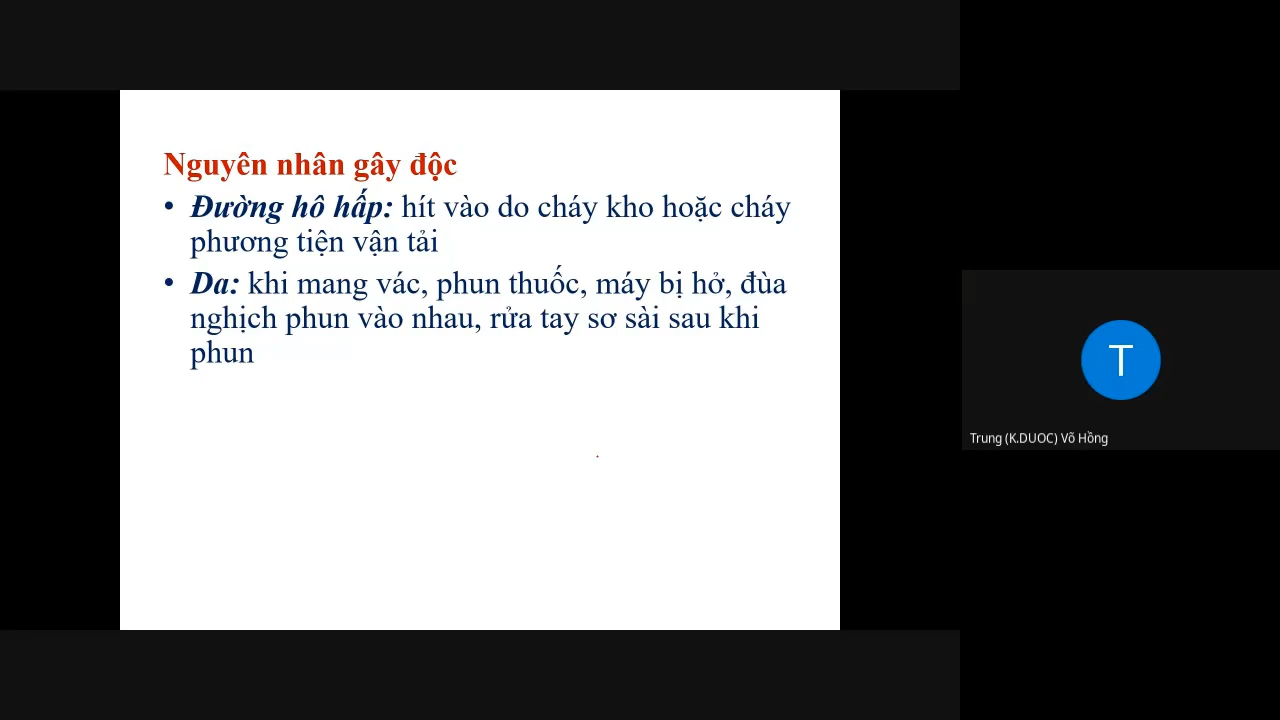 Nguyên nhân gây độc
• Đường hô hấp: hít vào do cháy kho hoặc cháy
phương tiện vận tải
• Da: khi mang vác, phun thuốc, máy bị hở, đùa
nghịch phun vào nhau, rửa tay sơ sài sau khi
phun
T
Trung (K.DUOC) Võ Hồng